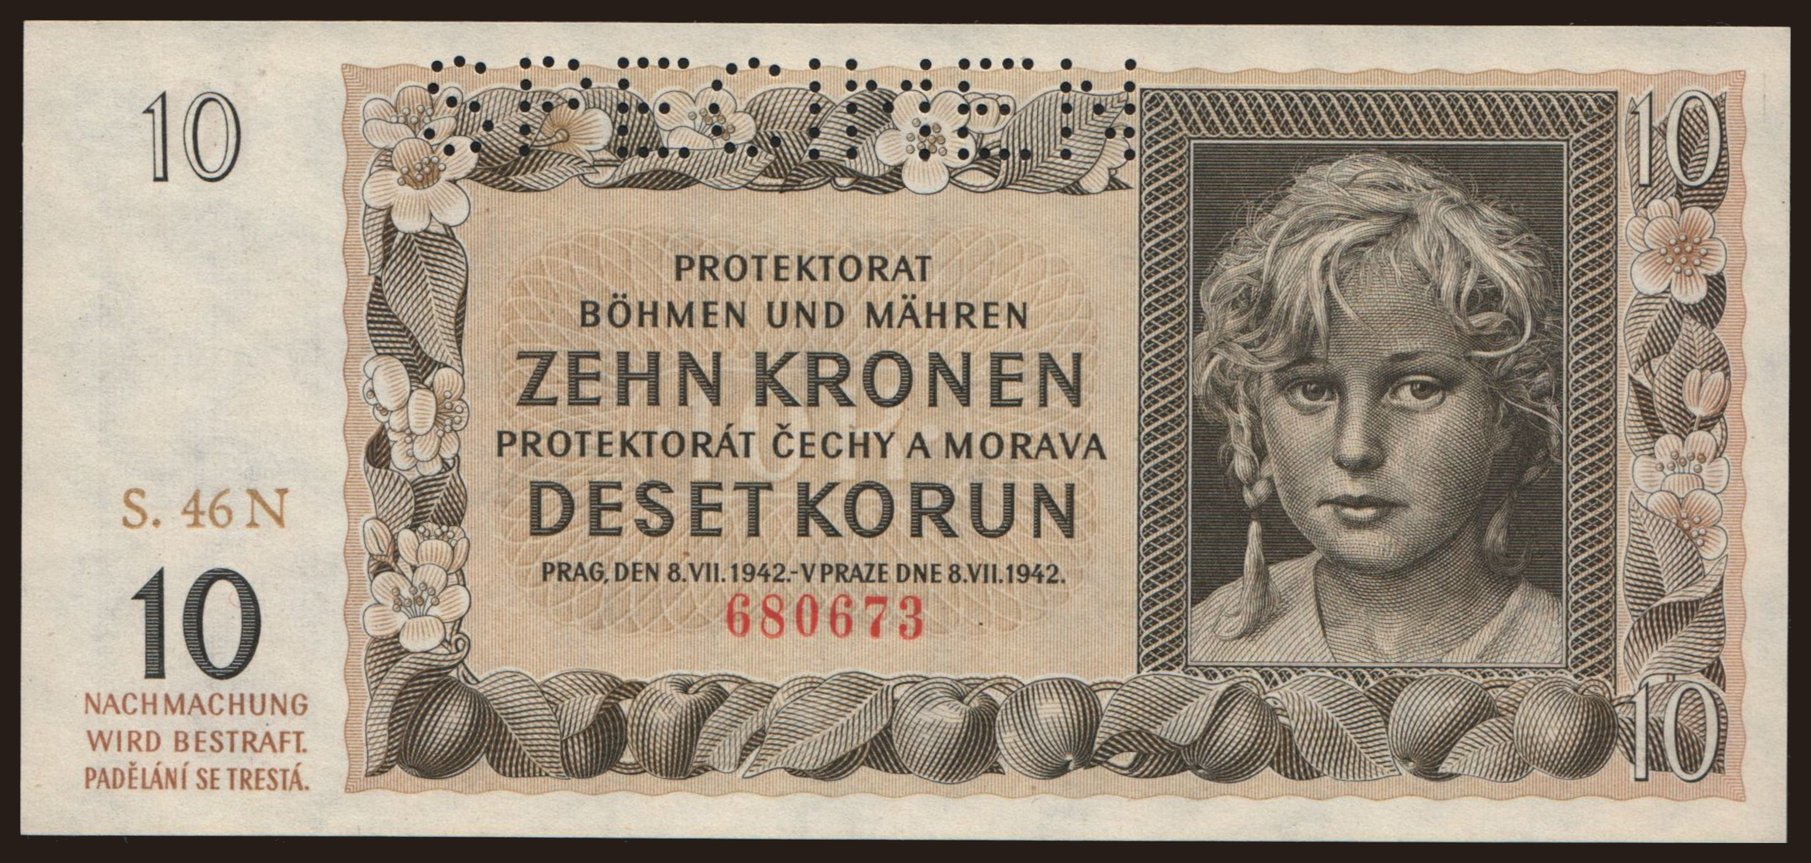 SPECIMEN
10
10
PROTEKTORAT
BÖHMEN UND MÄHREN
ZEHN KRONEN
PROTEKTORÁT ČECHY A MORAVA
DESET KORUN
PRAG, DEN 8.VII.1942.-V PRAZE DNE 8.VII.1942.
680673
S. 46 N
10
NACHMACHUNG
WIRD BESTRAFT.
PADĚLÁNÍ SE TRESTÁ.
10